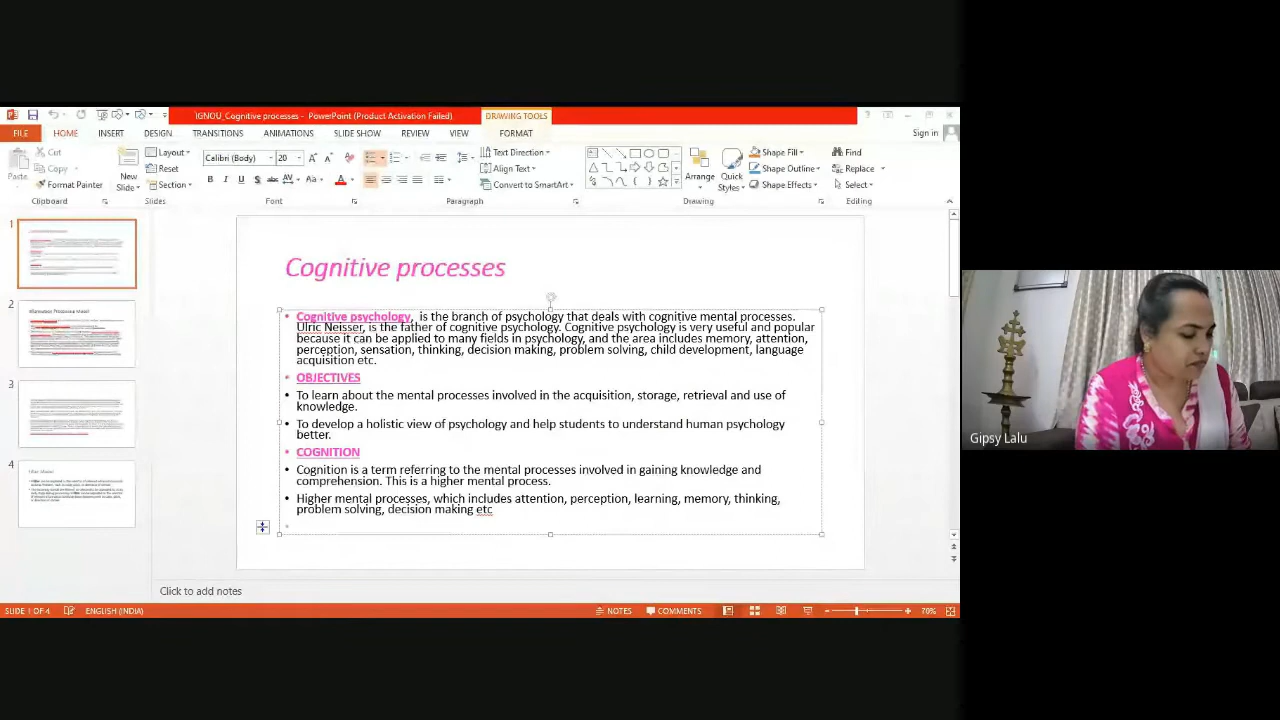 IGNOU_Cognitive processes - PowerPoint (Product Activation Failed)
DRAWING TOOLS
FILE HOME INSERT DESIGN TRANSITIONS ANIMATIONS SLIDE SHOW REVIEW VIEW FORMAT
Sign in
Paste
Cut
Copy
Format Painter
Clipboard
New Slide
Layout
Reset
Section
Slides
Calibri (Body) 20
Font
Paragraph
Text Direction
Align Text
Convert to SmartArt
Arrange
Quick Styles
Shape Fill
Shape Outline
Shape Effects
Drawing
Find
Replace
Select
Editing
1
2
3
4
Cognitive processes
• Cognitive psychology, is the branch of psychology that deals with cognitive mental processes.
Ulric Neisser, is the father of cognitive psychology. Cognitive psychology is very useful and popular
because it can be applied to many fields in psychology, and the area includes memory, attention,
perception, sensation, thinking, decision making, problem solving, child development, language
acquisition etc.
• OBJECTIVES
• To learn about the mental processes involved in the acquisition, storage, retrieval and use of
knowledge.
• To develop a holistic view of psychology and help students to understand human psychology
better.
• COGNITION
• Cognition is a term referring to the mental processes involved in gaining knowledge and
comprehension. This is a higher mental process.
• Higher mental processes, which includes attention, perception, learning, memory, thinking,
problem solving, decision making etc
Click to add notes
SLIDE 1 OF 4 ENGLISH (INDIA) NOTES COMMENTS 79%
Gipsy Lalu